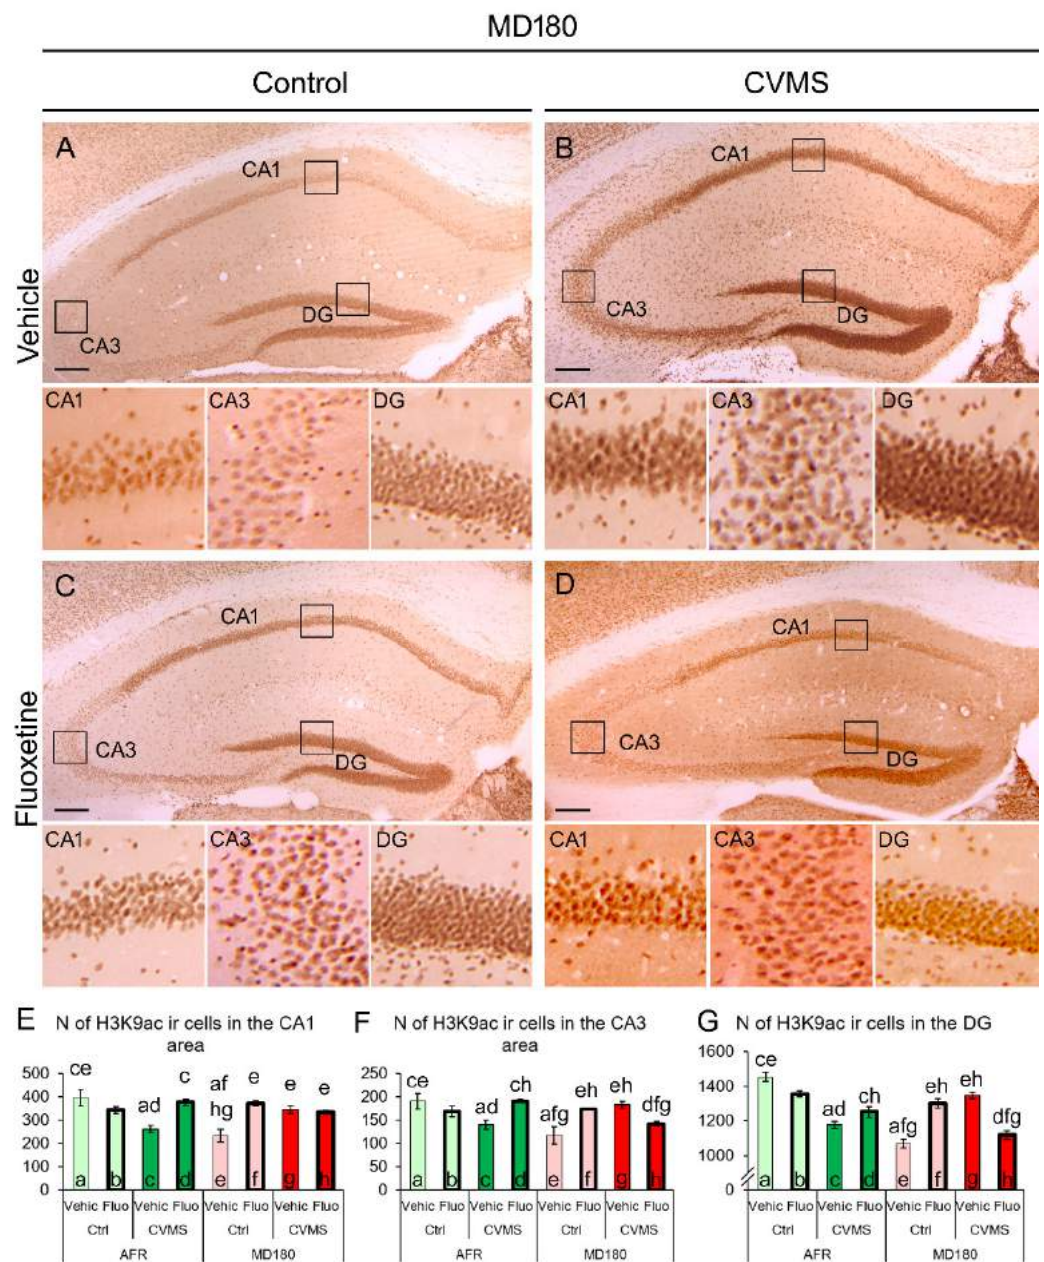 MD180
Control CVMS
Vehicle
A CA1 CA3 DG
B CA1 CA3 DG
CA1 CA3 DG CA1 CA3 DG
Fluoxetine
C CA1 CA3 DG
D CA1 CA3 DG
CA1 CA3 DG CA1 CA3 DG
E N of H3K9ac ir cells in the CA1
area
500
400
300
200
100
0
ce c af e e e
ad hg
a b c d e f g h
Vehic Fluo Vehic Fluo Vehic Fluo Vehic Fluo
Ctrl CVMS Ctrl CVMS
AFR MD180
F N of H3K9ac ir cells in the CA3
area
250
200
150
100
50
0
ce ad ch afg eh eh dfg
a b c d e f g h
Vehic Fluo Vehic Fluo Vehic Fluo Vehic Fluo
Ctrl CVMS Ctrl CVMS
AFR MD180
G N of H3K9ac ir cells in the DG
1600
1400
1200
1000
0
ce ad ch afg eh eh dfg
a b c d e f g h
Vehic Fluo Vehic Fluo Vehic Fluo Vehic Fluo
Ctrl CVMS Ctrl CVMS
AFR MD180